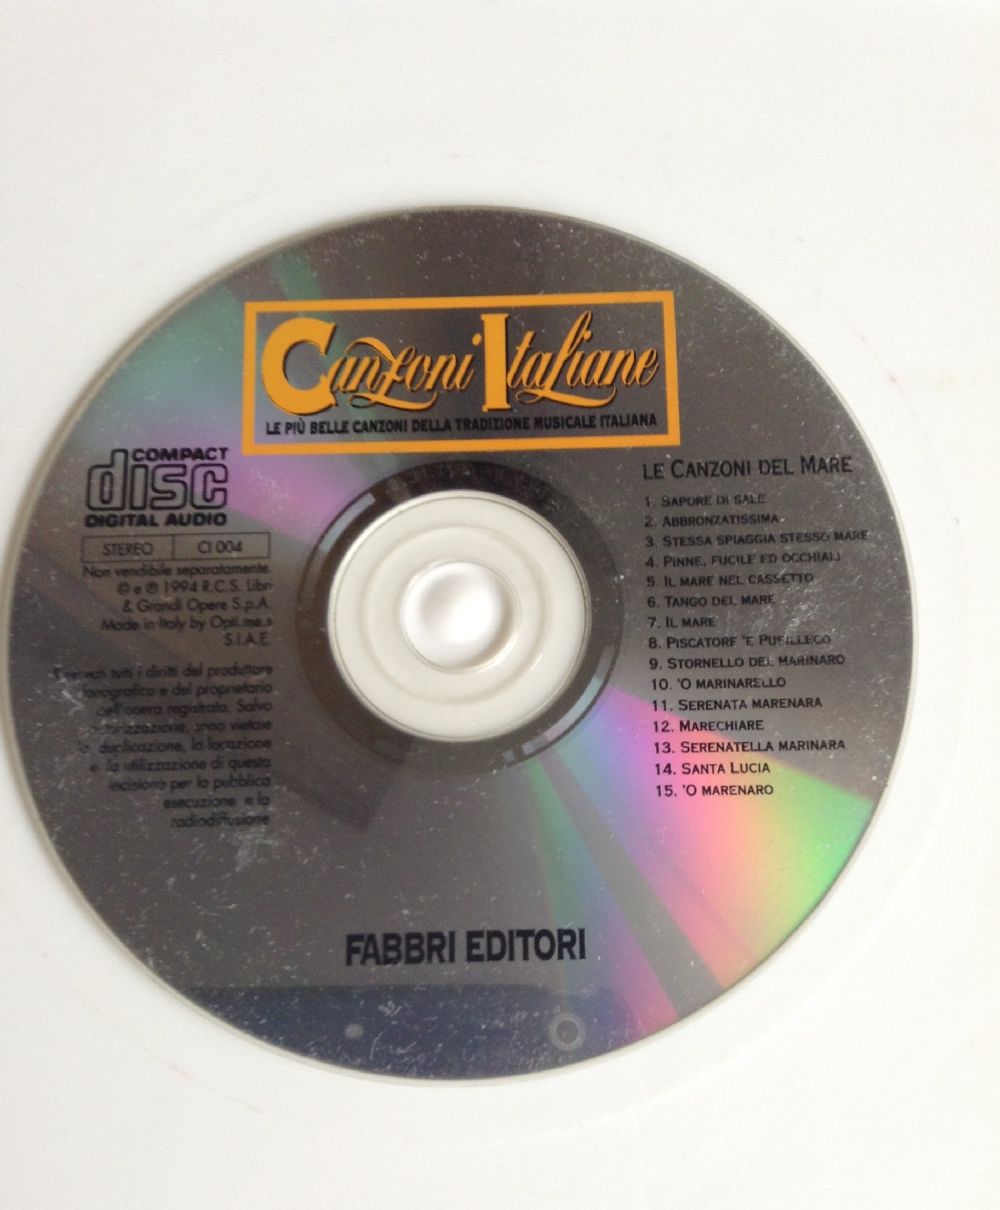 Canzoni Italiane
LE PIÙ BELLE CANZONI DELLA TRADIZIONE MUSICALE ITALIANA
COMPACT
disc
DIGITAL AUDIO
STEREO CI 004
Non vendibile separatamente.
© e ℗ 1994 R.C.S. Libri
& Grandi Opere S.p.A.
Made in Italy by Opti.me.s
S.I.A.E.
tutti i diritti del produttore
fonografico e del proprietario
dell'opera registrata. Salvo
autorizzazione, sono vietate
la duplicazione, la locazione
e la utilizzazione di questa
incisione per la pubblica
esecuzione e la
radiodiffusione
LE CANZONI DEL MARE
1. SAPORE DI SALE
2. ABBRONZATISSIMA
3. STESSA SPIAGGIA STESSO MARE
4. PINNE, FUCILE ED OCCHIALI
5. IL MARE NEL CASSETTO
6. TANGO DEL MARE
7. IL MARE
8. PISCATORE 'E PUSILLECO
9. STORNELLO DEL MARINARO
10. 'O MARINARELLO
11. SERENATA MARENARA
12. MARECHIARE
13. SERENATELLA MARINARA
14. SANTA LUCIA
15. 'O MARENARO
FABBRI EDITORI